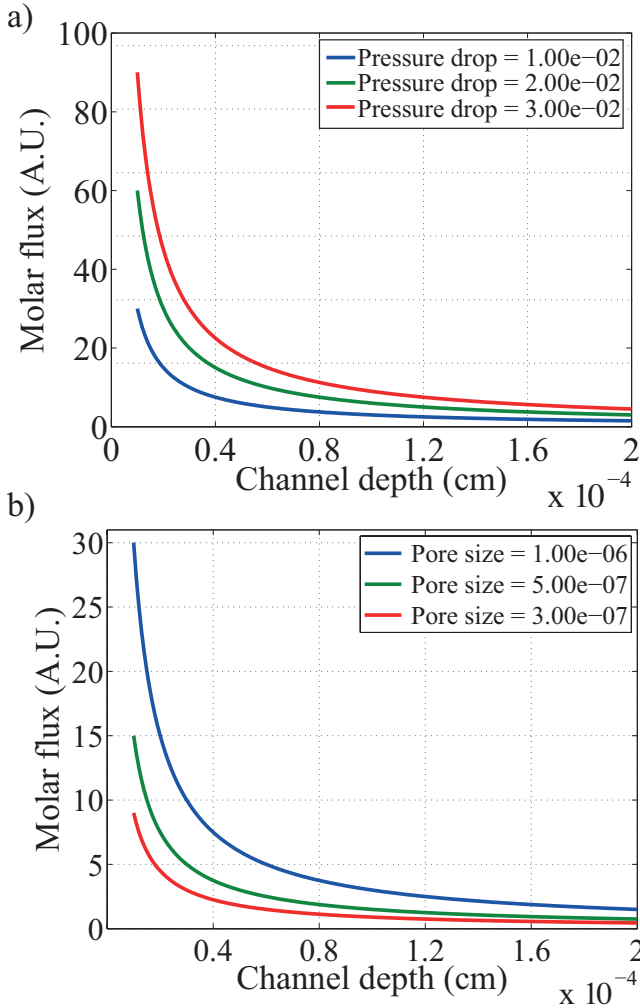 a)
100
80
60
40
20
0
Molar flux (A.U.)
Pressure drop = 1.00e−02
Pressure drop = 2.00e−02
Pressure drop = 3.00e−02
0 0.4 0.8 1.2 1.6 2
Channel depth (cm)
x 10⁻⁴
b)
30
25
20
15
10
5
0
Molar flux (A.U.)
Pore size = 1.00e−06
Pore size = 5.00e−07
Pore size = 3.00e−07
0.4 0.8 1.2 1.6 2
Channel depth (cm)
x 10⁻⁴